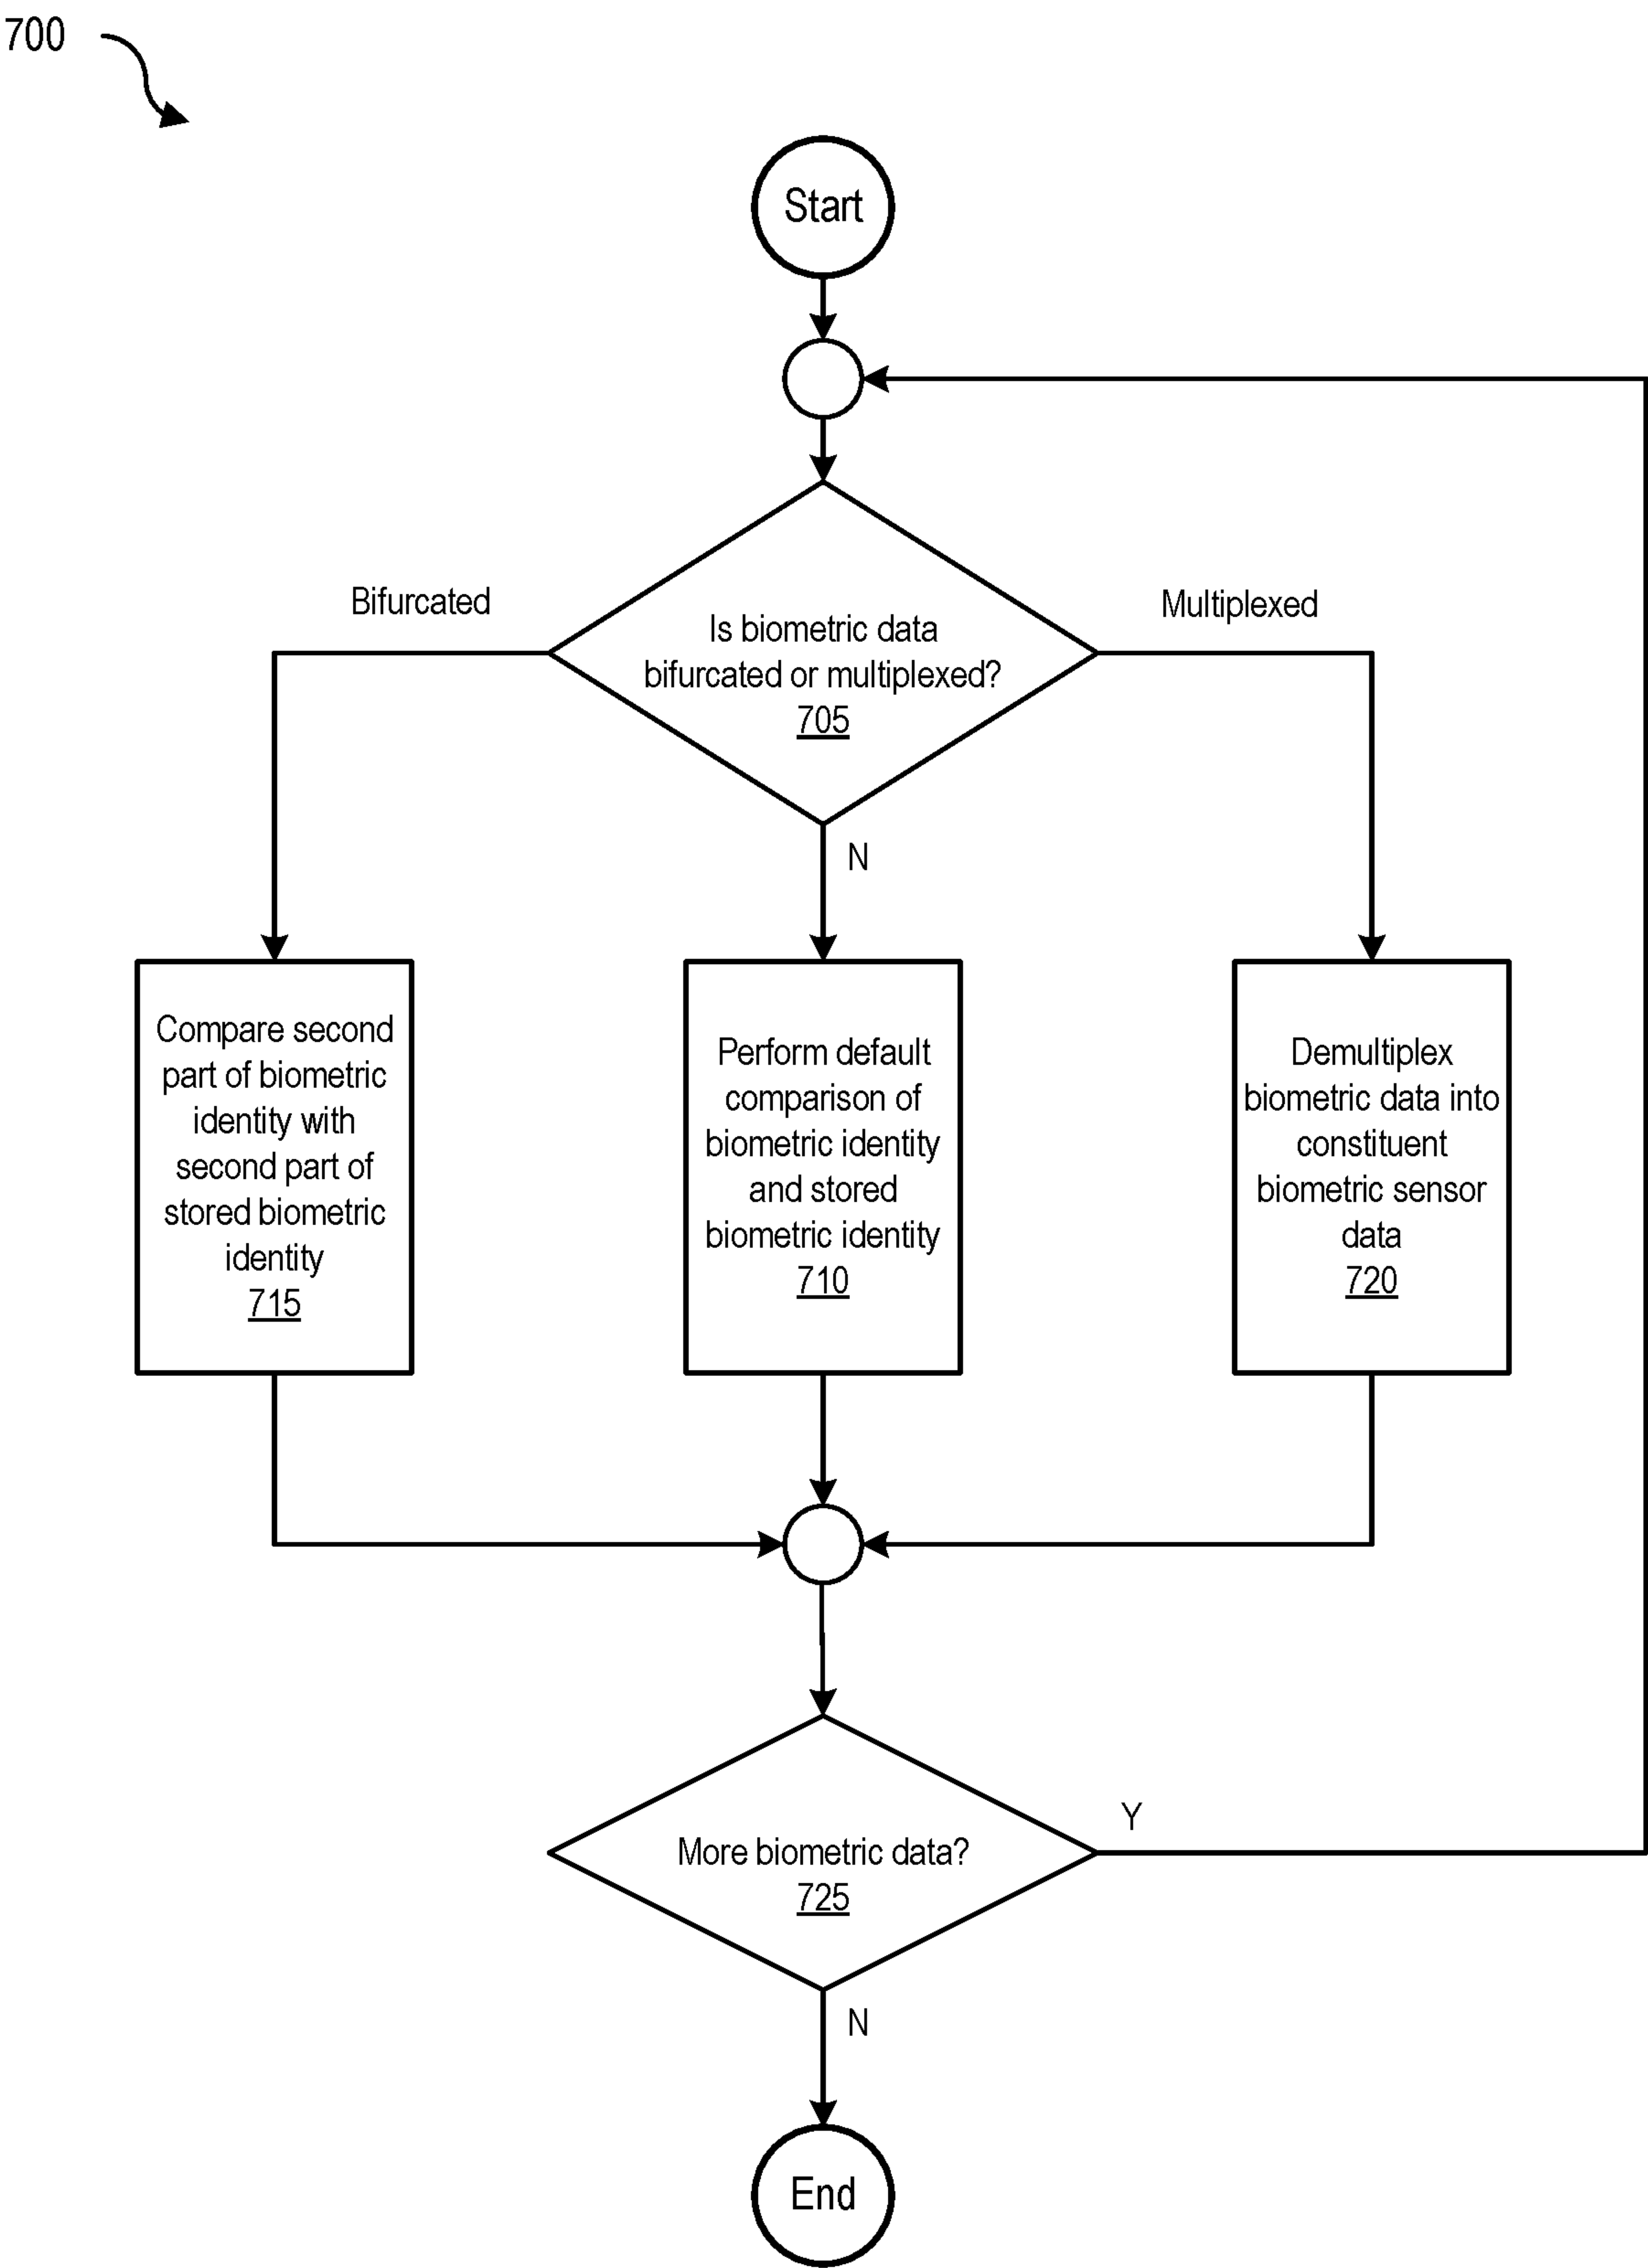 700
Start
Bifurcated
Multiplexed
Is biometric data
bifurcated or multiplexed?
705
N
Compare second
part of biometric
identity with
second part of
stored biometric
identity
715
Perform default
comparison of
biometric identity
and stored
biometric identity
710
Demultiplex
biometric data into
constituent
biometric sensor
data
720
More biometric data?
725
Y
N
End